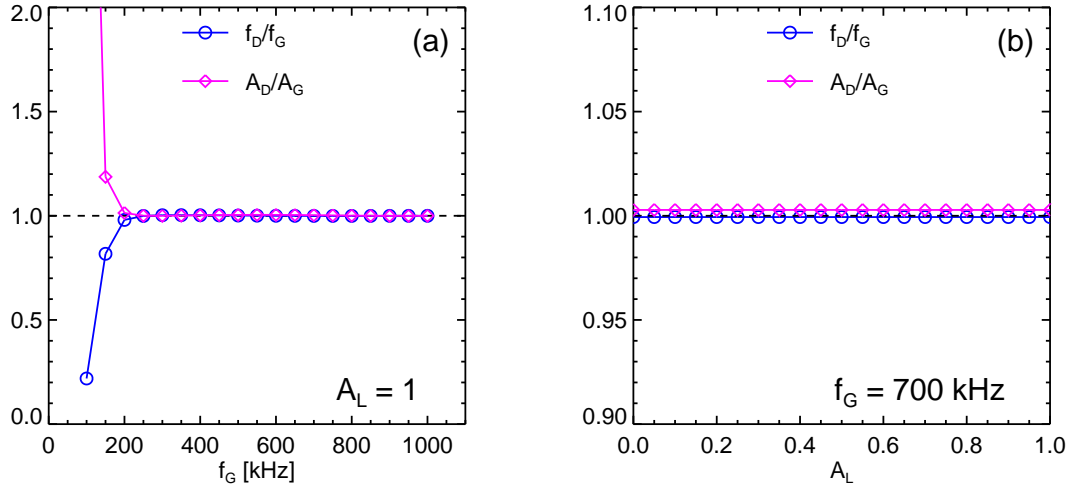 2.0
1.5
1.0
0.5
0.0
0 200 400 600 800 1000
f_G [kHz]
f_D/f_G
A_D/A_G
(a)
A_L = 1
1.10
1.05
1.00
0.95
0.90
0.0 0.2 0.4 0.6 0.8 1.0
A_L
f_D/f_G
A_D/A_G
(b)
f_G = 700 kHz